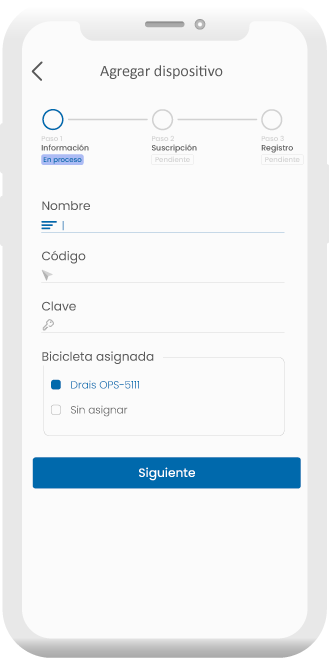 Agregar dispositivo
Paso 1 Paso 2 Paso 3
Información Suscripción Registro
En proceso Pendiente Pendiente
Nombre
Código
Clave
Bicicleta asignada
Drais OPS-5111
Sin asignar
Siguiente